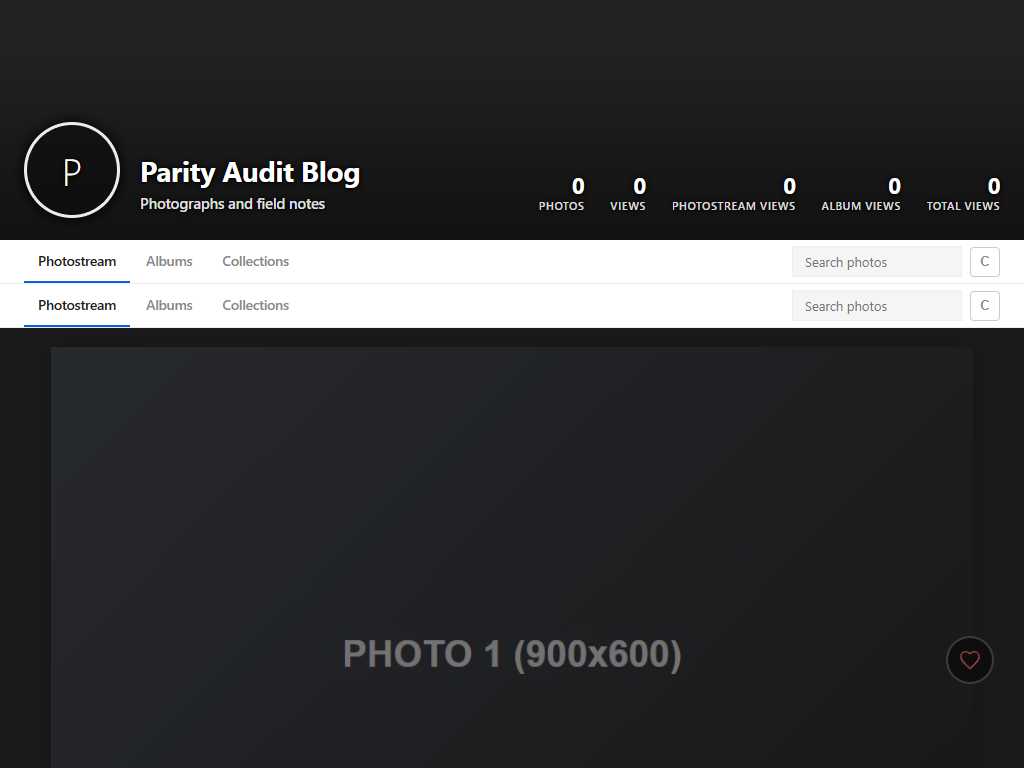 P
Parity Audit Blog
Photographs and field notes
0 0 0 0 0
PHOTOS VIEWS PHOTOSTREAM VIEWS ALBUM VIEWS TOTAL VIEWS
Photostream Albums Collections Search photos C
Photostream Albums Collections Search photos C
PHOTO 1 (900x600)